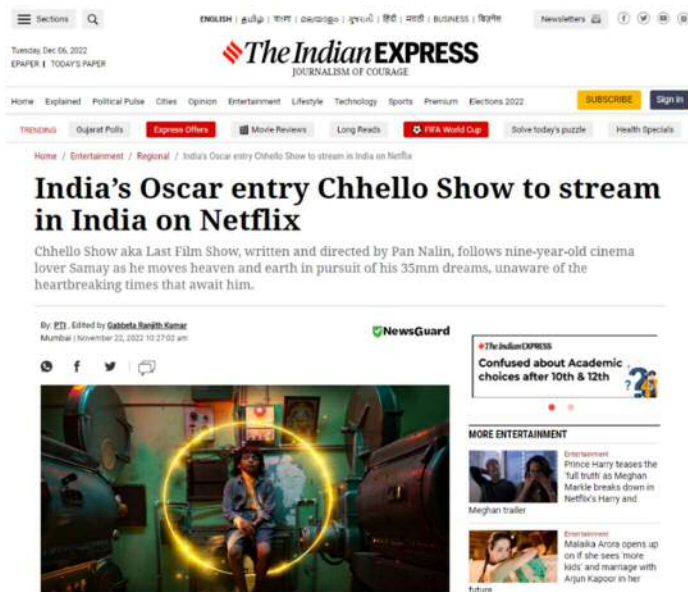 Sections
ENGLISH | தமிழ் | বাংলা | മലയാളം | ગુજરાતી | हिंदी | मराठी | BUSINESS | बिज़नेस
Newsletters
Tuesday, Dec 06, 2022
EPAPER | TODAY'S PAPER
The Indian EXPRESS
JOURNALISM OF COURAGE
Home Explained Political Pulse Cities Opinion Entertainment Lifestyle Technology Sports Premium Elections 2022
SUBSCRIBE Sign In
TRENDING Gujarat Polls Express Offers Movie Reviews Long Reads FIFA World Cup Solve today's puzzle Health Specials
Home / Entertainment / Regional / India's Oscar entry Chhello Show to stream in India on Netflix
India's Oscar entry Chhello Show to stream
in India on Netflix
Chhello Show aka Last Film Show, written and directed by Pan Nalin, follows nine-year-old cinema
lover Samay as he moves heaven and earth in pursuit of his 35mm dreams, unaware of the
heartbreaking times that await him.
By: PTI, Edited by Gabbeta Ranjith Kumar
Mumbai | November 22, 2022 10:27:02 am
NewsGuard
The Indian EXPRESS
Confused about Academic
choices after 10th & 12th
MORE ENTERTAINMENT
Entertainment
Prince Harry teases the
'full truth' as Meghan
Markle breaks down in
Netflix's Harry and
Meghan trailer
Entertainment
Malaika Arora opens up
on if she sees 'more
kids' and marriage with
Arjun Kapoor in her
future